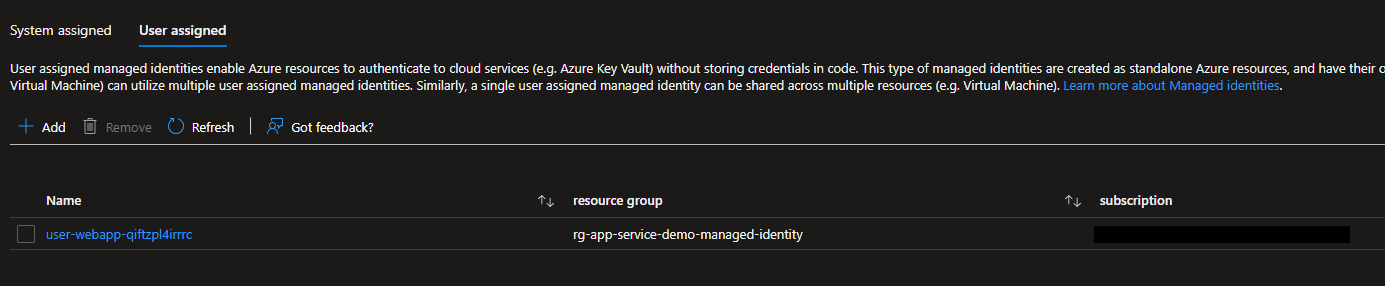 System assigned User assigned
User assigned managed identities enable Azure resources to authenticate to cloud services (e.g. Azure Key Vault) without storing credentials in code. This type of managed identities are created as standalone Azure resources, and have their o
Virtual Machine) can utilize multiple user assigned managed identities. Similarly, a single user assigned managed identity can be shared across multiple resources (e.g. Virtual Machine). Learn more about Managed identities.
Add Remove Refresh Got feedback?
Name resource group subscription
user-webapp-qiftzpl4irrrc rg-app-service-demo-managed-identity